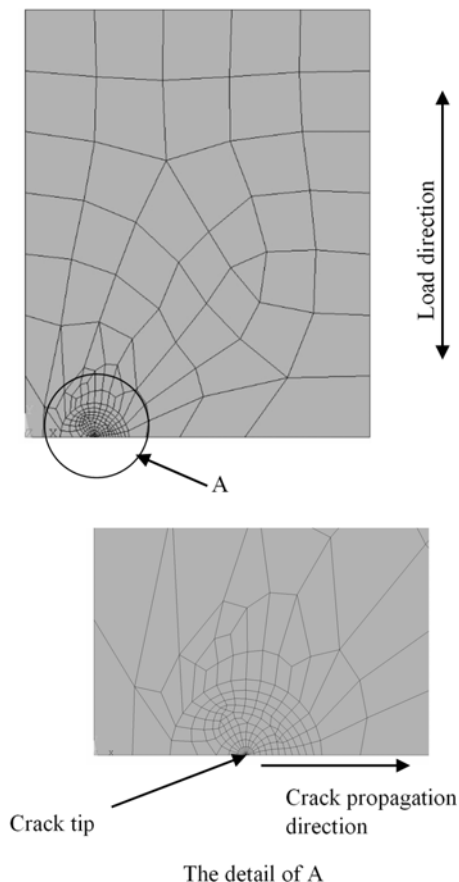 Load direction
x
A
x
Crack tip
Crack propagation
direction
The detail of A